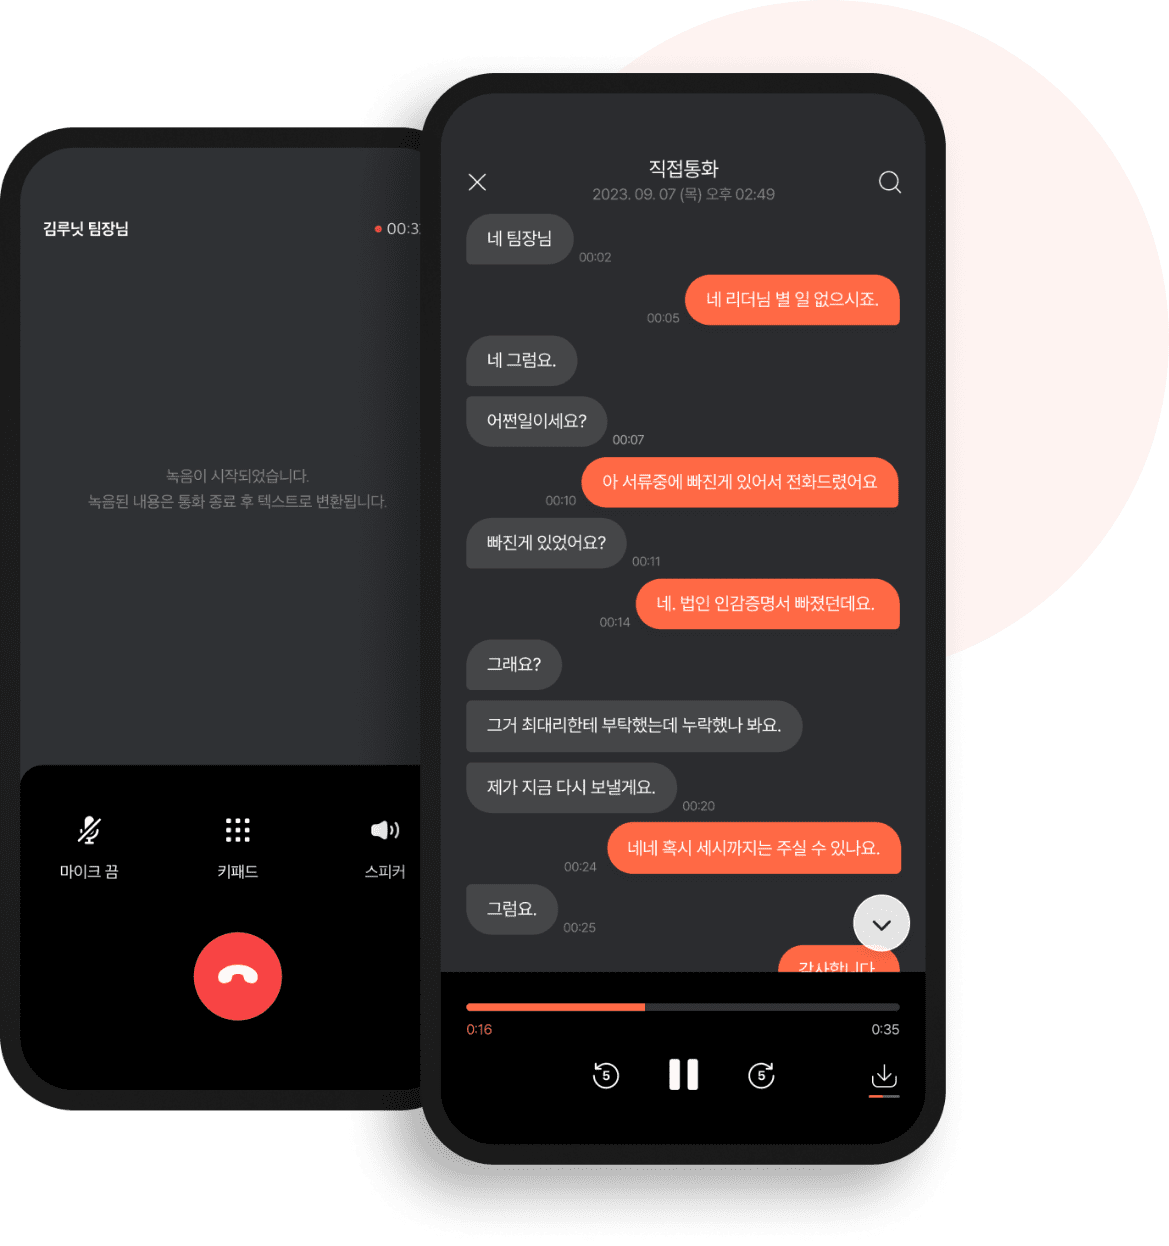 김루닛 팀장님
00:3
녹음이 시작되었습니다.
녹음된 내용은 통화 종료 후 텍스트로 변환됩니다.
마이크 끔
키패드
스피커
직접통화
2023. 09. 07 (목) 오후 02:49
네 팀장님
00:02
네 리더님 별 일 없으시죠.
00:05
네 그럼요.
어쩐일이세요?
00:07
아 서류중에 빠진게 있어서 전화드렸어요
00:10
빠진게 있었어요?
00:11
네. 법인 인감증명서 빠졌던데요.
00:14
그래요?
그거 최대리한테 부탁했는데 누락했나 봐요.
제가 지금 다시 보낼게요.
00:20
네네 혹시 세시까지는 주실 수 있나요.
00:24
그럼요.
00:25
감사합니다
0:16
0:35
5
5